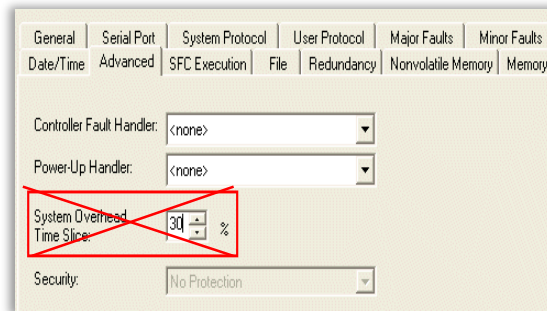 General Serial Port System Protocol User Protocol Major Faults Minor Faults
Date/Time Advanced SFC Execution File Redundancy Nonvolatile Memory Memory
Controller Fault Handler: <none>
Power-Up Handler: <none>
System Overhead
Time Slice: 30 %
Security: No Protection